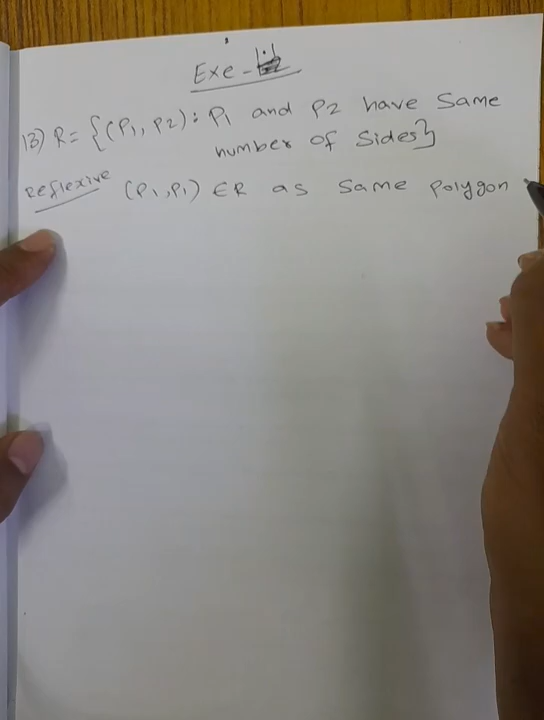 Exe-
13) R= {(P1, P2): P1 and P2 have same
number of sides}
Reflexive (P1,P1) ∈R as same polygon